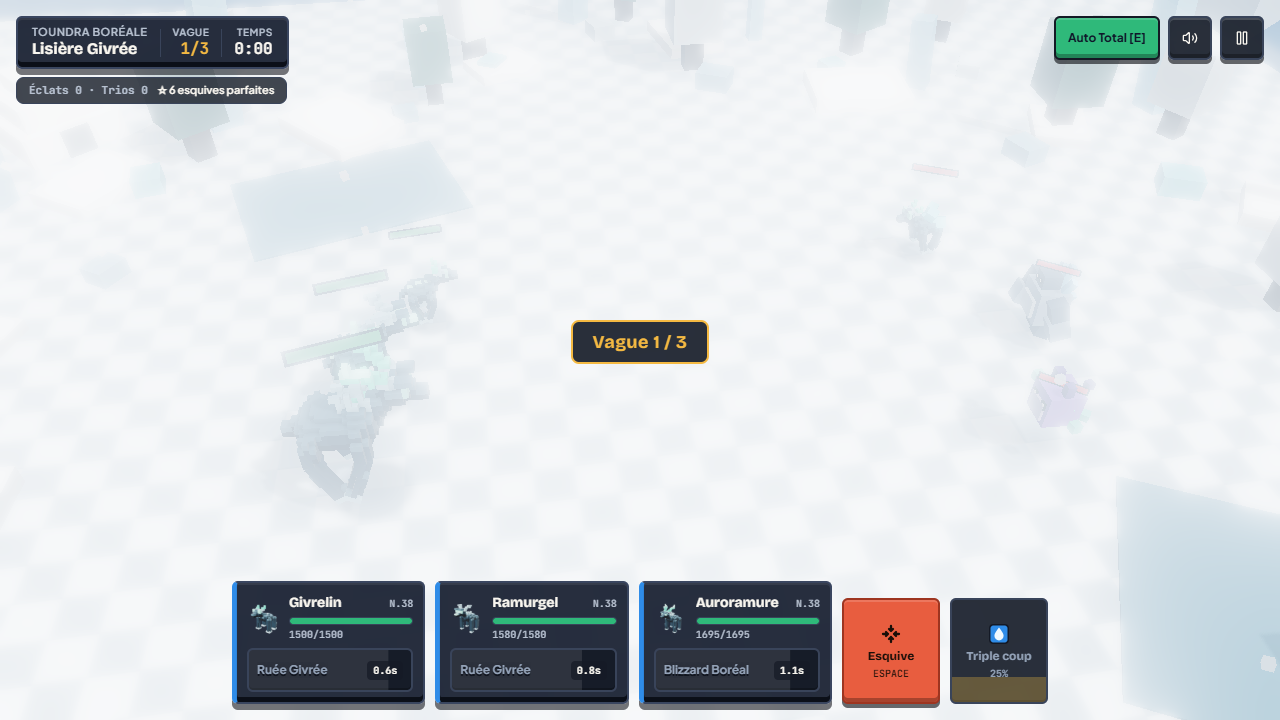 TOUNDRA BORÉALE
Lisière Givrée
VAGUE
1/3
TEMPS
0:00
Auto Total [E]
Éclats 0 · Trios 0 ★ 6 esquives parfaites
Vague 1 / 3
Givrelin N.38
1500/1500
Ruée Givrée 0.6s
Ramurgel N.38
1580/1580
Ruée Givrée 0.8s
Auroramure N.38
1695/1695
Blizzard Boréal 1.1s
Esquive
ESPACE
Triple coup
25%